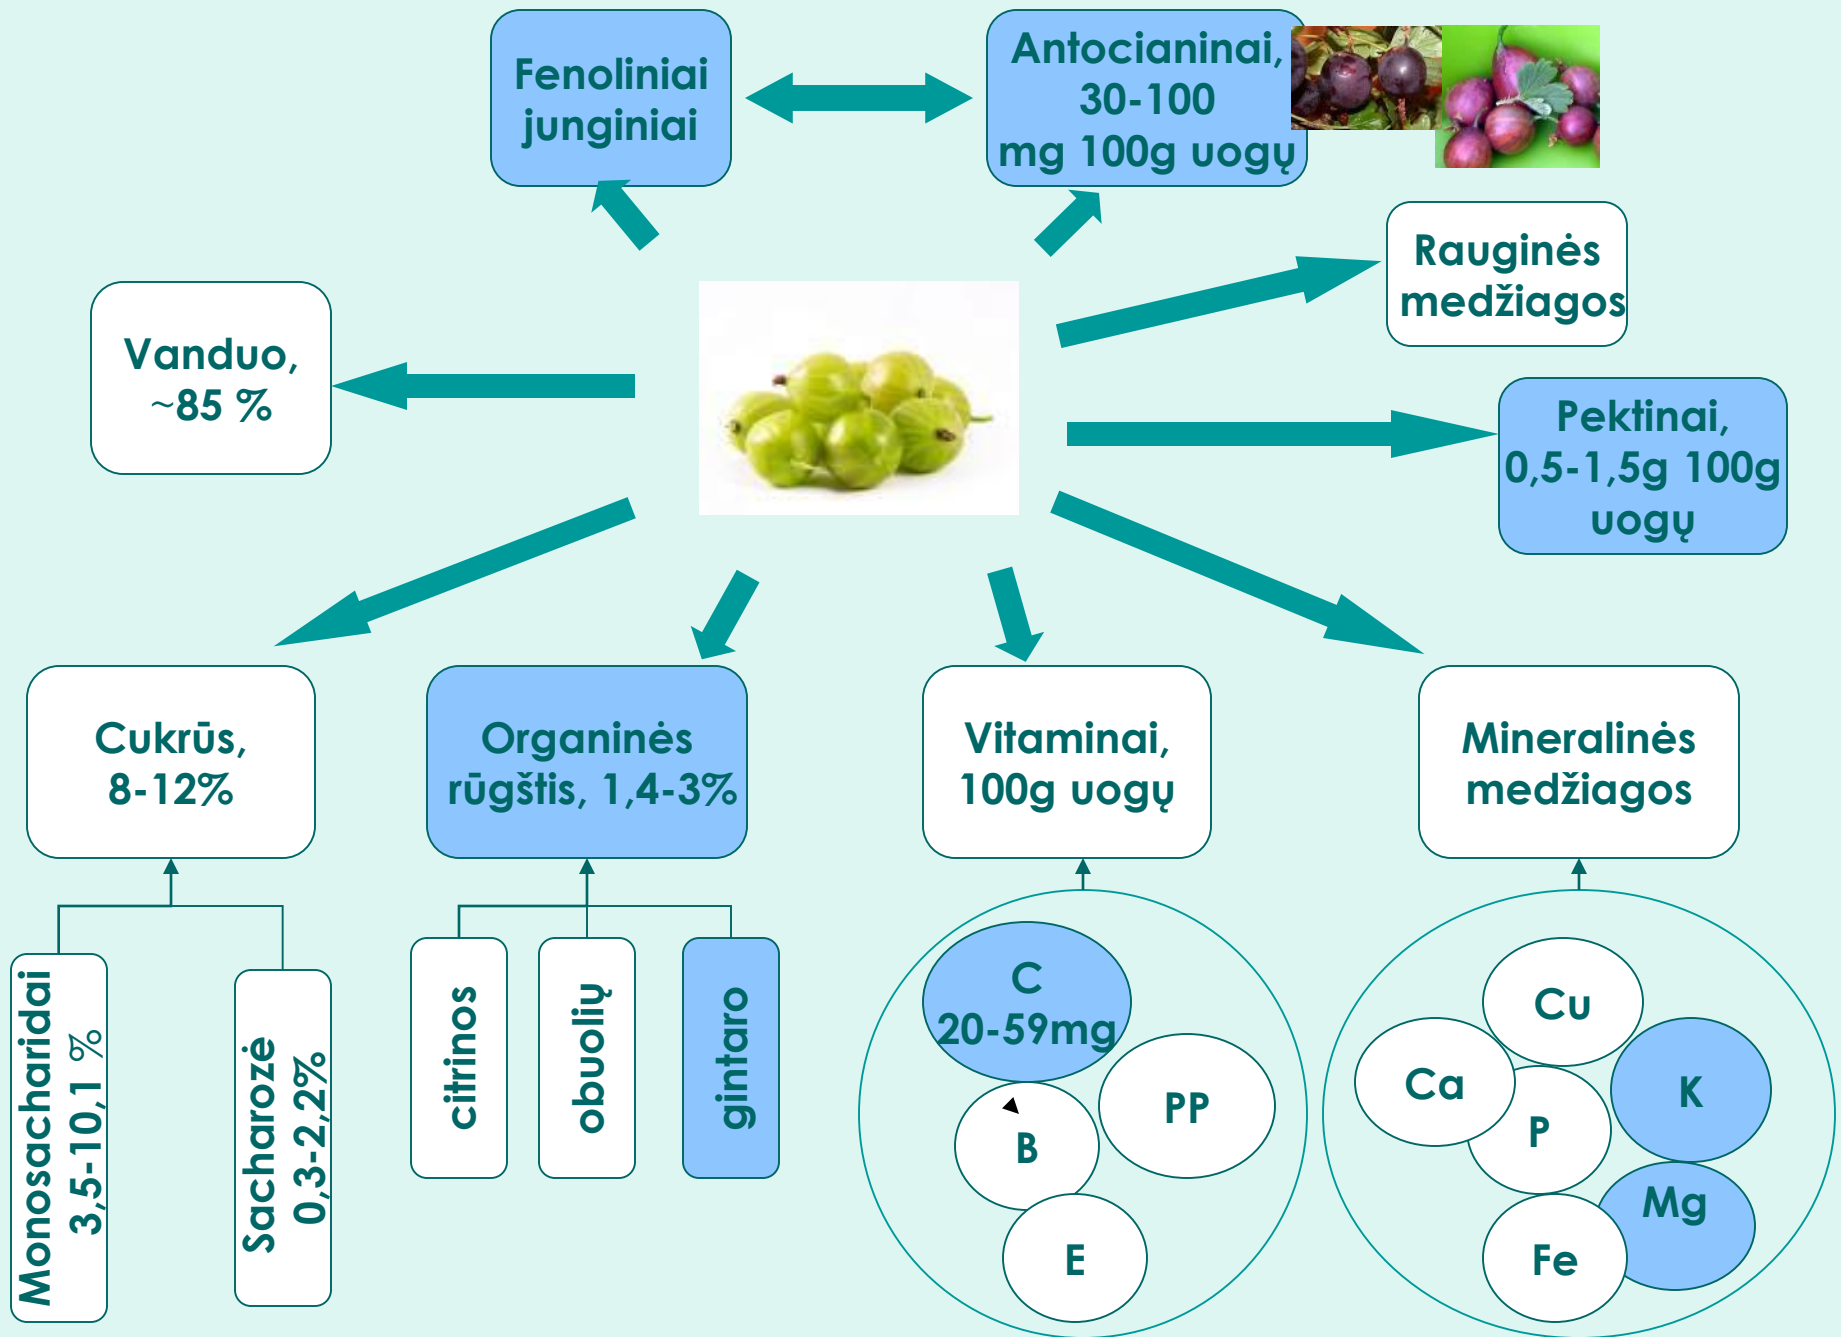 Fenoliniai
junginiai
Antocianinai,
30-100
mg 100g uogų
Rauginės
medžiagos
Vanduo,
~85 %
Pektinai,
0,5-1,5g 100g
uogų
Cukrūs,
8-12%
Organinės
rūgštis, 1,4-3%
Vitaminai,
100g uogų
Mineralinės
medžiagos
Monosacharidai
3,5-10,1 %
Sacharozė
0,3-2,2%
citrinos
obuolių
gintaro
C
20-59mg
PP
B
E
Cu
Ca
K
P
Mg
Fe